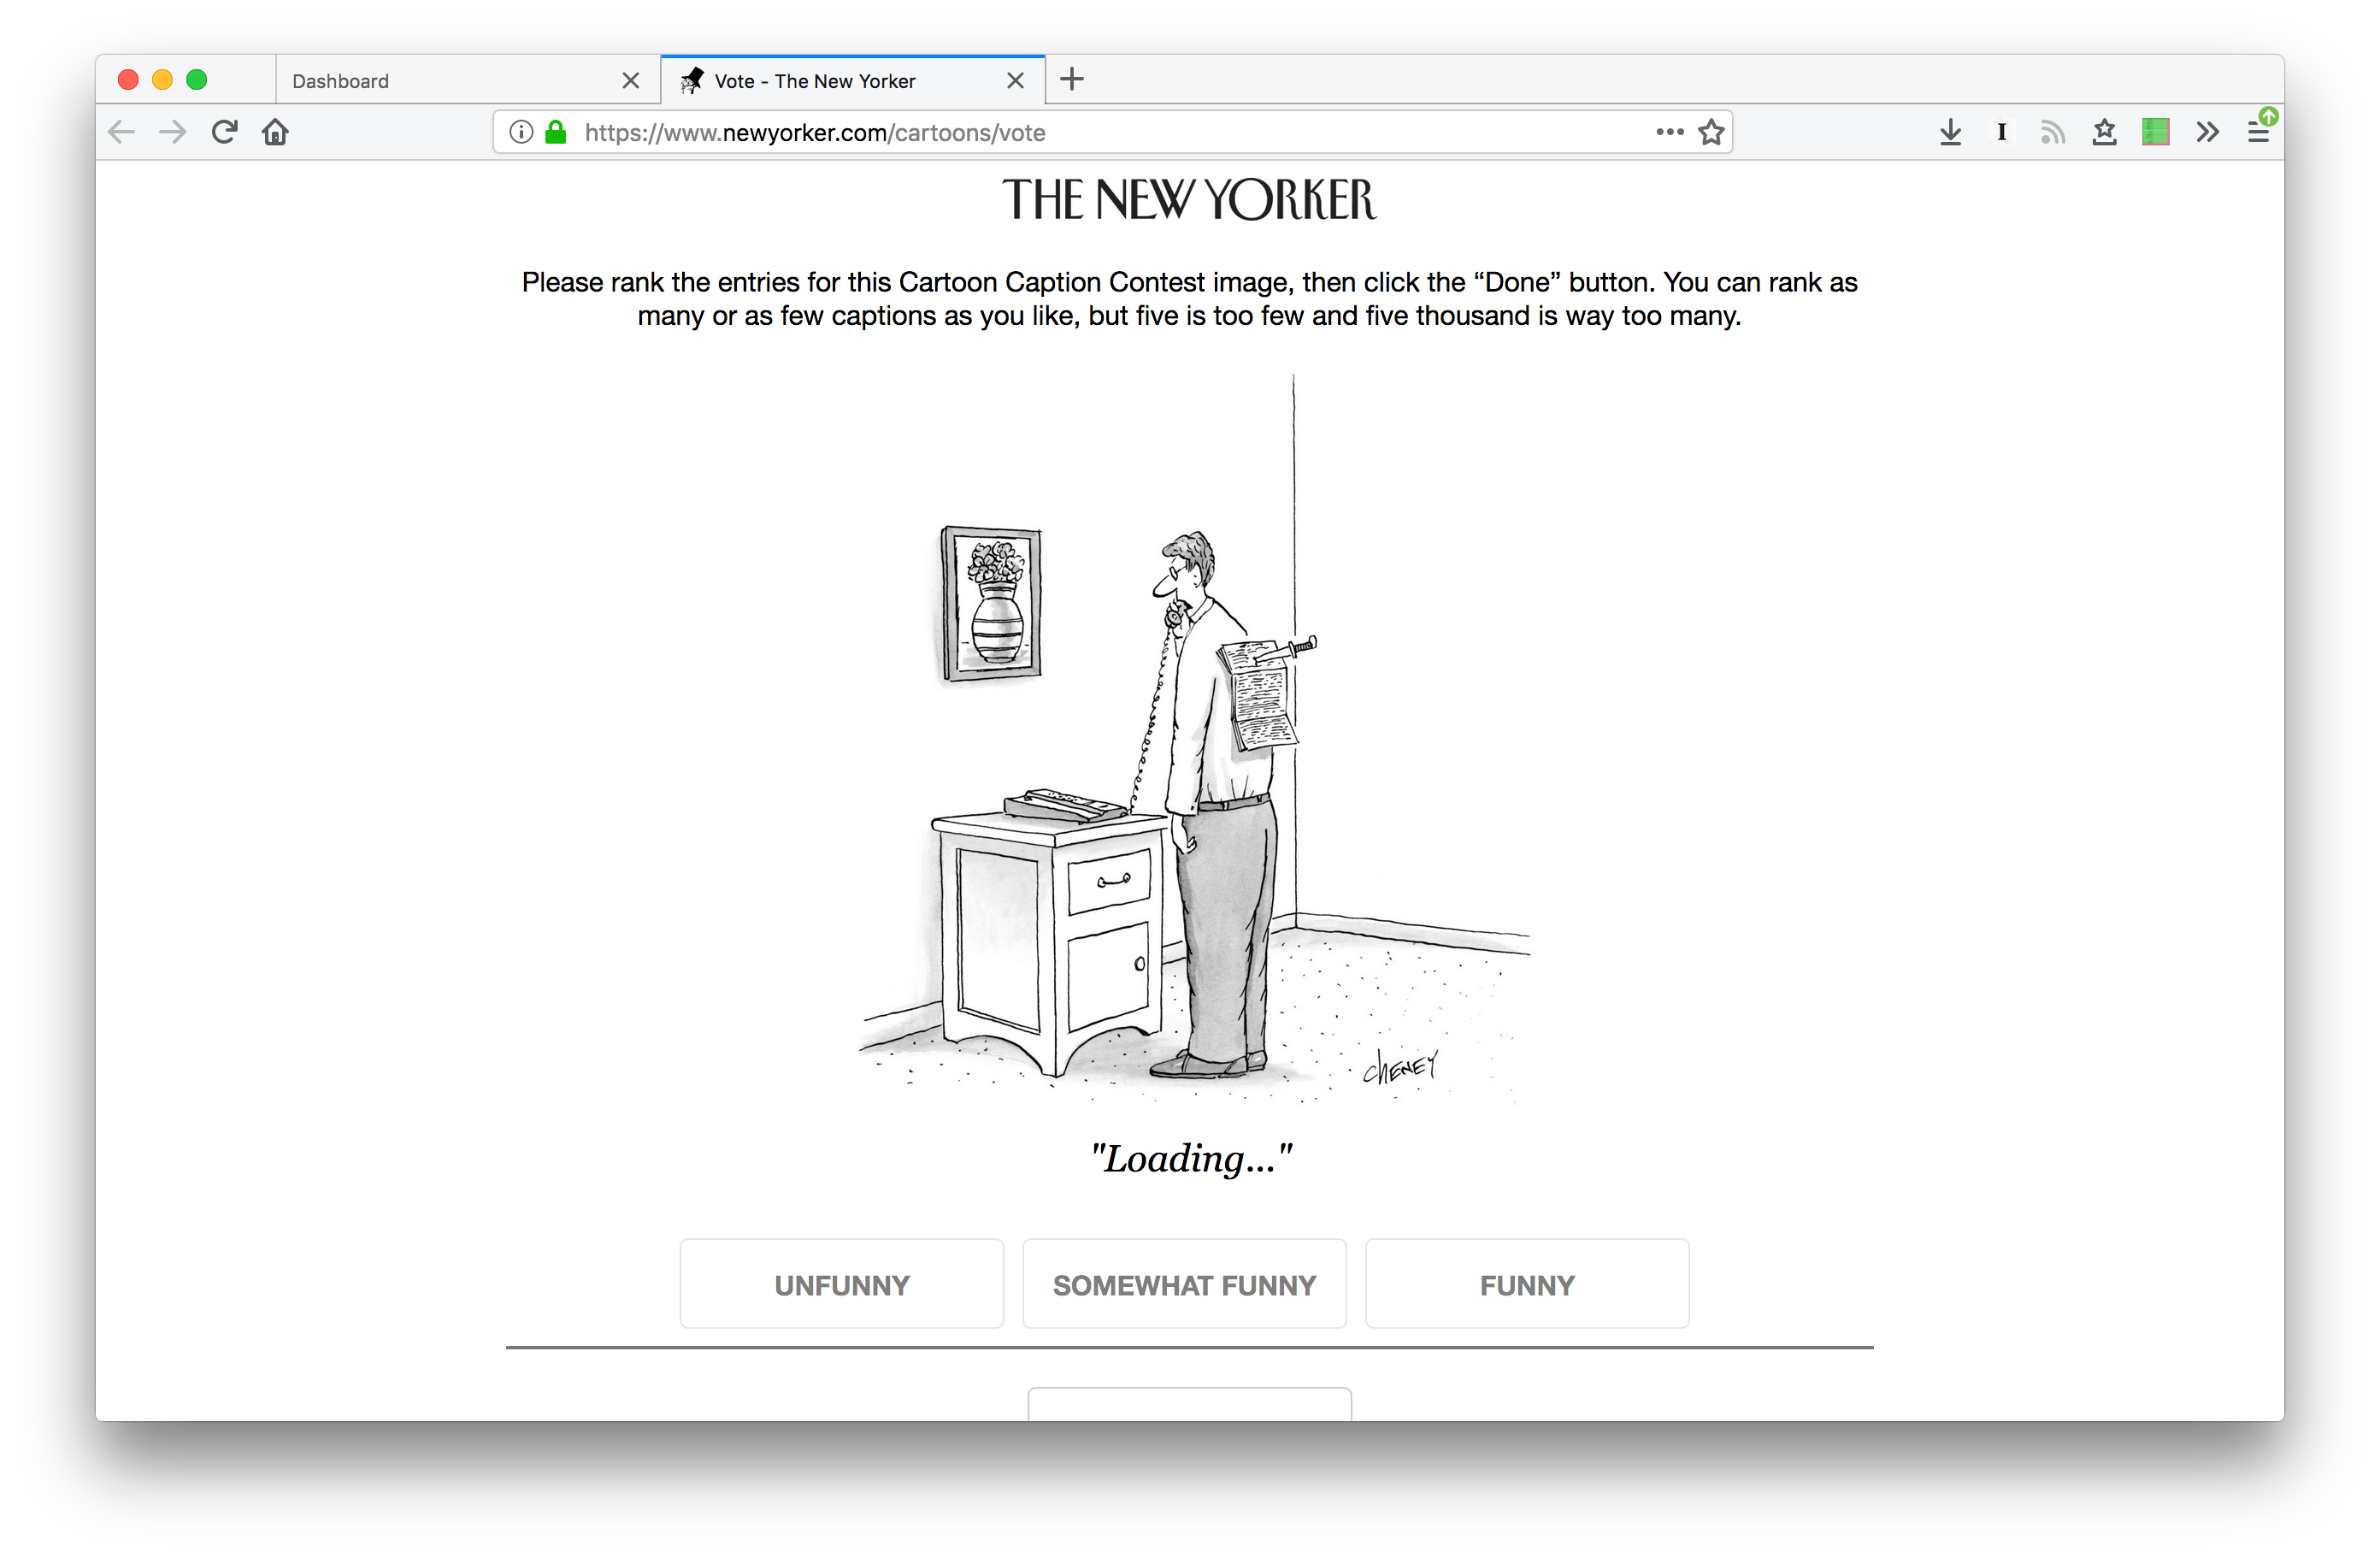 Dashboard
Vote - The New Yorker
https://www.newyorker.com/cartoons/vote
I
THE NEW YORKER
Please rank the entries for this Cartoon Caption Contest image, then click the “Done” button. You can rank as
many or as few captions as you like, but five is too few and five thousand is way too many.
CHENEY
"Loading..."
UNFUNNY
SOMEWHAT FUNNY
FUNNY